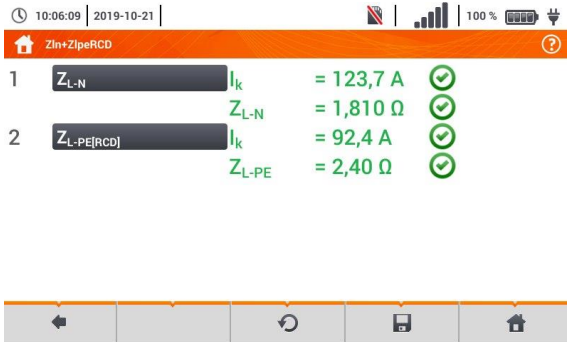 10:06:09 2019-10-21 100 %
Zln+ZlpeRCD ?
1 ZL-N Ik = 123,7 A
ZL-N = 1,810 Ω
2 ZL-PE[RCD] Ik = 92,4 A
ZL-PE = 2,40 Ω